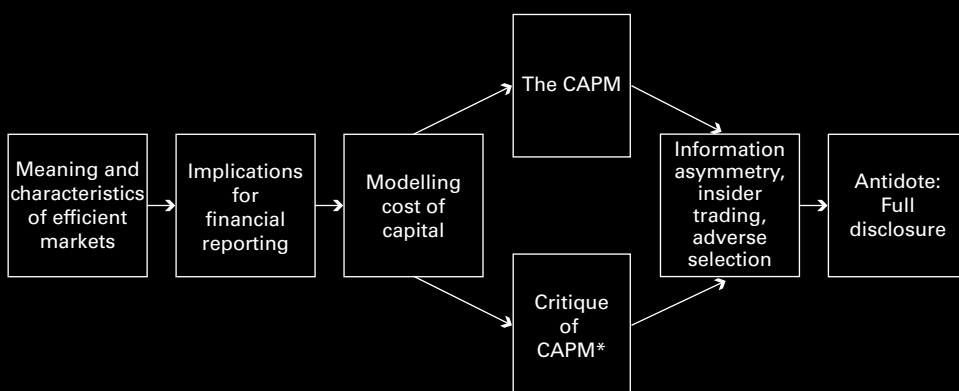 Meaning and
characteristics
of efficient
markets
Implications
for
financial
reporting
Modelling
cost of
capital
The CAPM
Critique
of
CAPM*
Information
asymmetry,
insider
trading,
adverse
selection
Antidote:
Full
disclosure